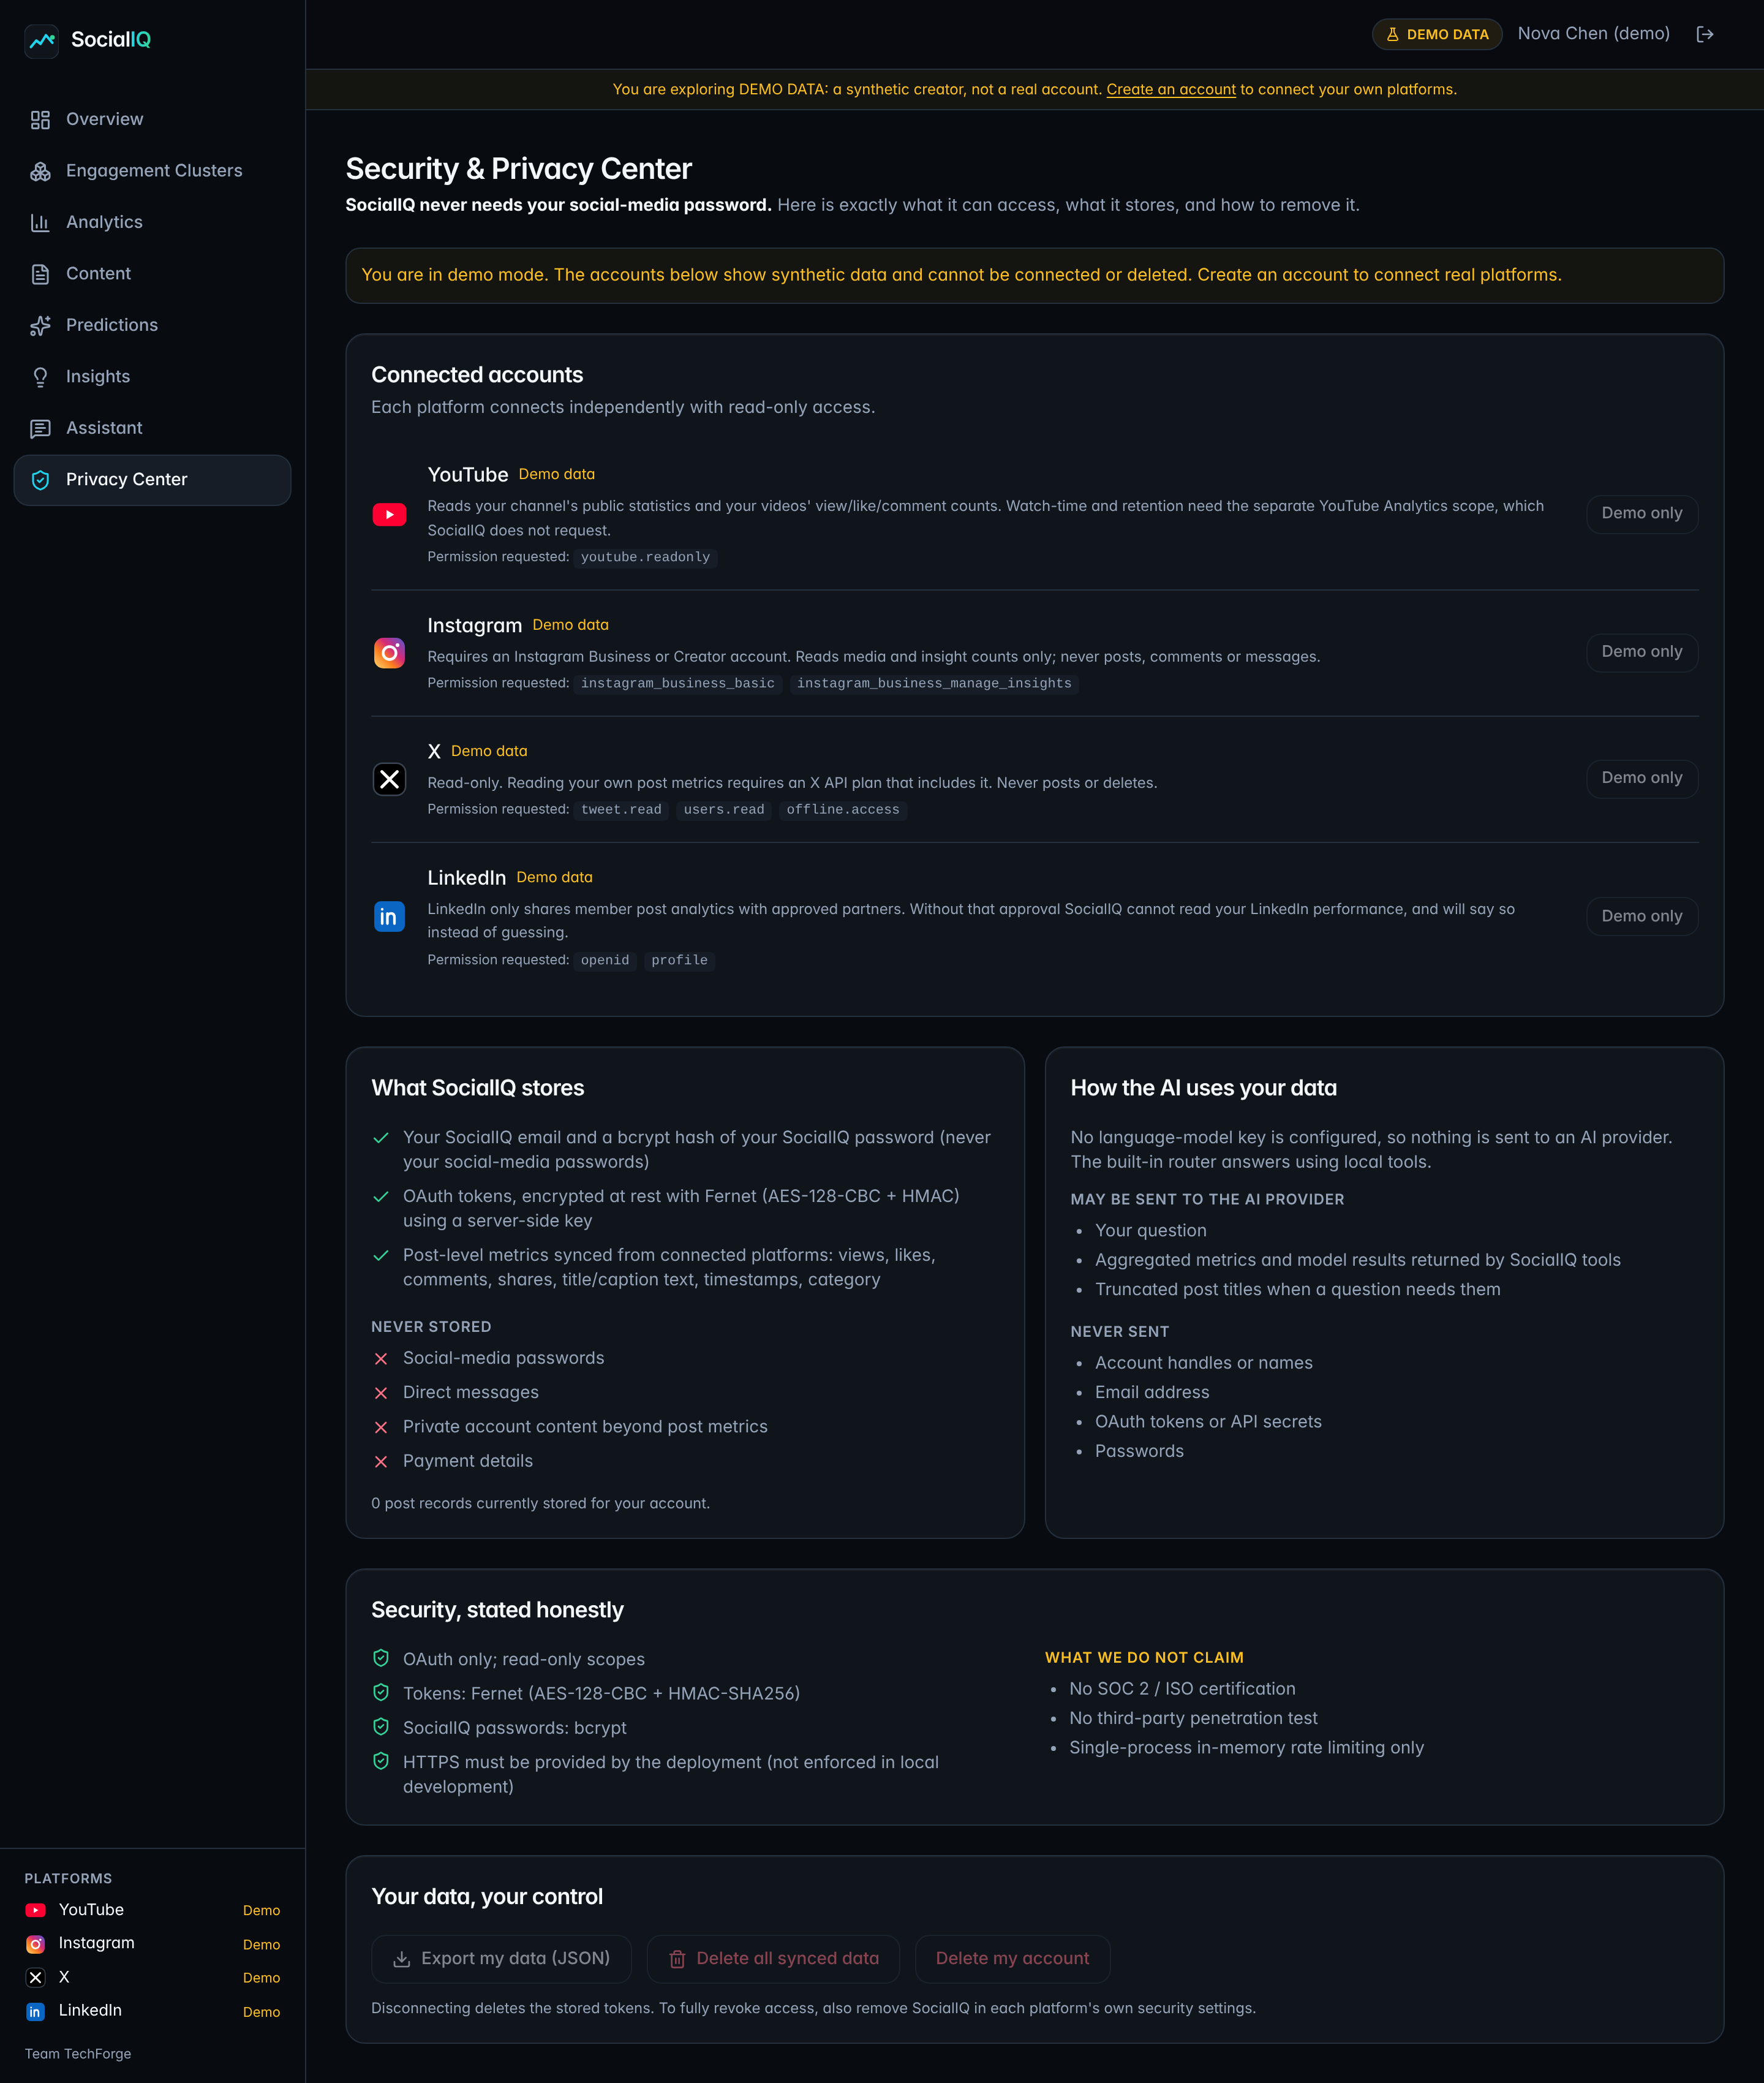 SocialIQ
Overview
Engagement Clusters
Analytics
Content
Predictions
Insights
Assistant
Privacy Center
PLATFORMS
YouTube Demo
Instagram Demo
X Demo
LinkedIn Demo
Team TechForge
DEMO DATA Nova Chen (demo)
You are exploring DEMO DATA: a synthetic creator, not a real account. Create an account to connect your own platforms.
Security & Privacy Center
SocialIQ never needs your social-media password. Here is exactly what it can access, what it stores, and how to remove it.
You are in demo mode. The accounts below show synthetic data and cannot be connected or deleted. Create an account to connect real platforms.
Connected accounts
Each platform connects independently with read-only access.
YouTube Demo data
Reads your channel's public statistics and your videos' view/like/comment counts. Watch-time and retention need the separate YouTube Analytics scope, which
SocialIQ does not request.
Permission requested: youtube.readonly
Demo only
Instagram Demo data
Requires an Instagram Business or Creator account. Reads media and insight counts only; never posts, comments or messages.
Permission requested: instagram_business_basic instagram_business_manage_insights
Demo only
X Demo data
Read-only. Reading your own post metrics requires an X API plan that includes it. Never posts or deletes.
Permission requested: tweet.read users.read offline.access
Demo only
LinkedIn Demo data
LinkedIn only shares member post analytics with approved partners. Without that approval SocialIQ cannot read your LinkedIn performance, and will say so
instead of guessing.
Permission requested: openid profile
Demo only
What SocialIQ stores
Your SocialIQ email and a bcrypt hash of your SocialIQ password (never
your social-media passwords)
OAuth tokens, encrypted at rest with Fernet (AES-128-CBC + HMAC)
using a server-side key
Post-level metrics synced from connected platforms: views, likes,
comments, shares, title/caption text, timestamps, category
NEVER STORED
Social-media passwords
Direct messages
Private account content beyond post metrics
Payment details
0 post records currently stored for your account.
How the AI uses your data
No language-model key is configured, so nothing is sent to an AI provider.
The built-in router answers using local tools.
MAY BE SENT TO THE AI PROVIDER
Your question
Aggregated metrics and model results returned by SocialIQ tools
Truncated post titles when a question needs them
NEVER SENT
Account handles or names
Email address
OAuth tokens or API secrets
Passwords
Security, stated honestly
OAuth only; read-only scopes
Tokens: Fernet (AES-128-CBC + HMAC-SHA256)
SocialIQ passwords: bcrypt
HTTPS must be provided by the deployment (not enforced in local
development)
WHAT WE DO NOT CLAIM
No SOC 2 / ISO certification
No third-party penetration test
Single-process in-memory rate limiting only
Your data, your control
Export my data (JSON) Delete all synced data Delete my account
Disconnecting deletes the stored tokens. To fully revoke access, also remove SocialIQ in each platform's own security settings.